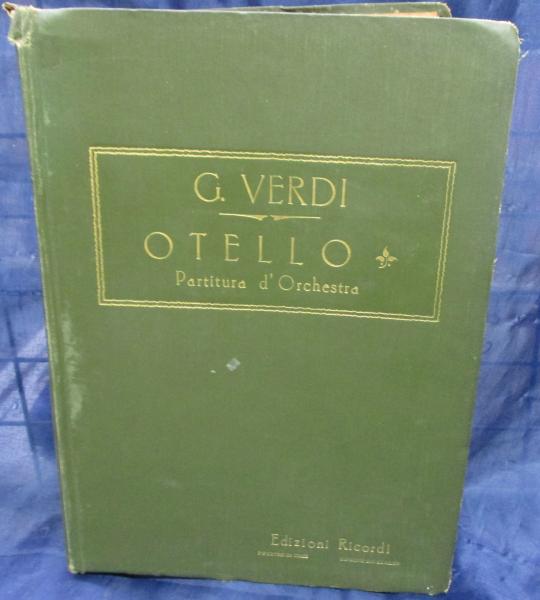 G. VERDI
OTELLO
Partitura d'Orchestra
Edizioni Ricordi